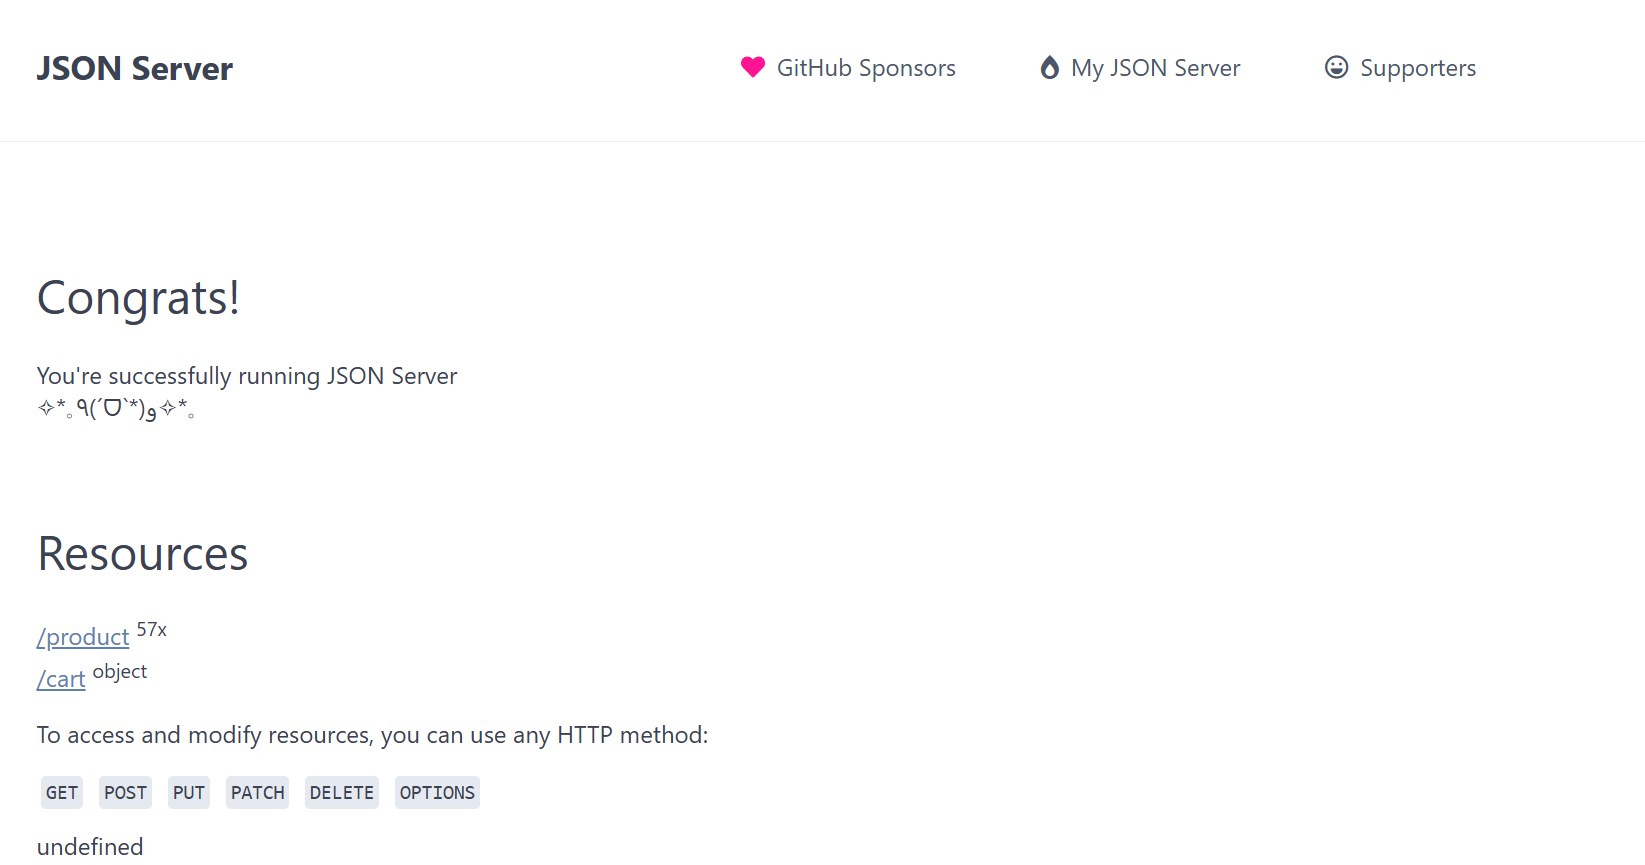 JSON Server
GitHub Sponsors
My JSON Server
Supporters
Congrats!
You're successfully running JSON Server
✧*｡٩(ˊᗜˋ*)و✧*｡
Resources
/product 57x
/cart object
To access and modify resources, you can use any HTTP method:
GET POST PUT PATCH DELETE OPTIONS
undefined